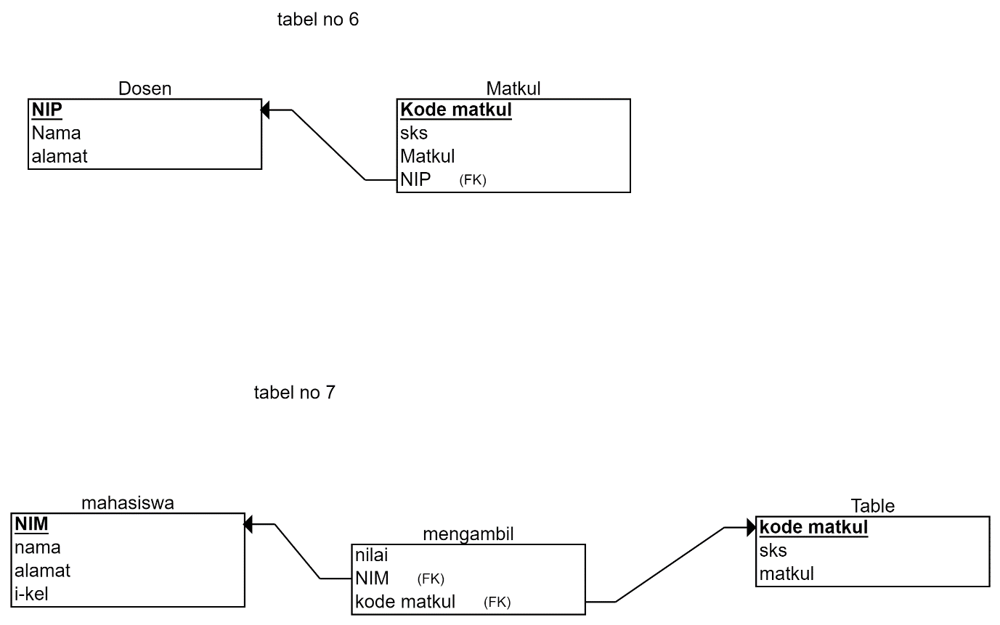 tabel no 6
Dosen
NIP
Nama
alamat
Matkul
Kode matkul
sks
Matkul
NIP (FK)
tabel no 7
mahasiswa
NIM
nama
alamat
i-kel
mengambil
nilai
NIM (FK)
kode matkul (FK)
Table
kode matkul
sks
matkul